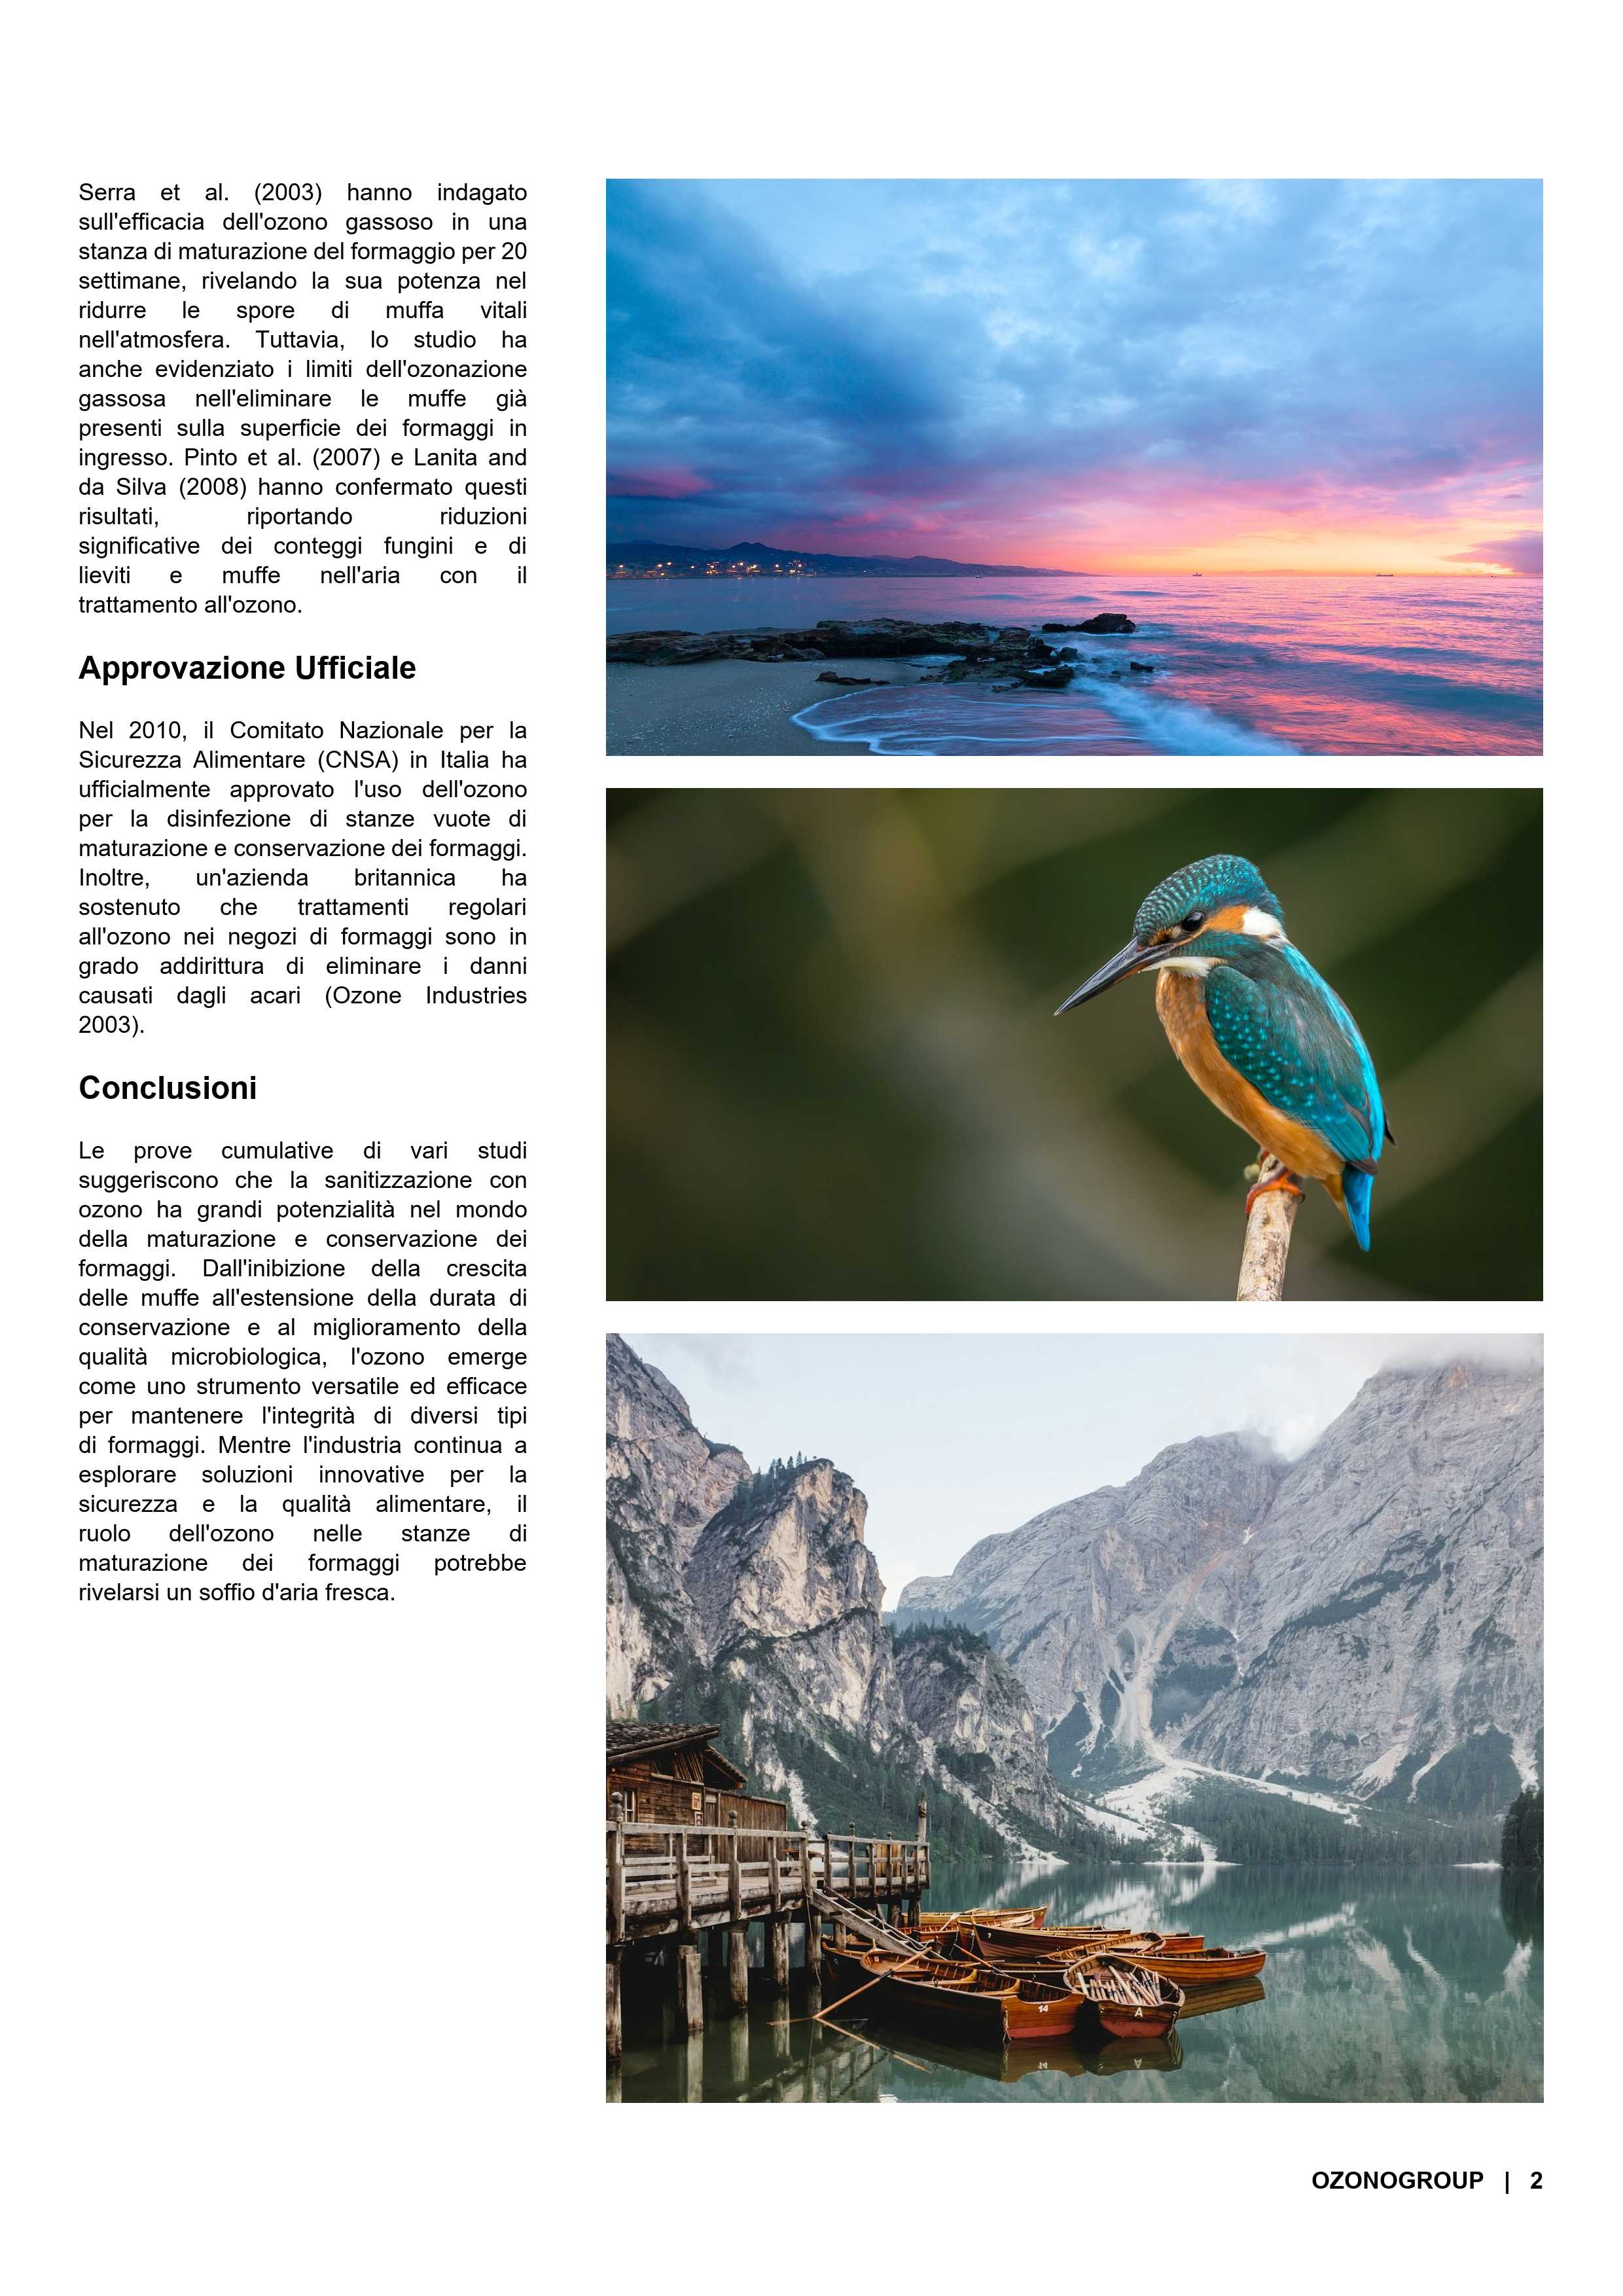 Serra et al. (2003) hanno indagato
sull'efficacia dell'ozono gassoso in una
stanza di maturazione del formaggio per 20
settimane, rivelando la sua potenza nel
ridurre le spore di muffa vitali
nell'atmosfera. Tuttavia, lo studio ha
anche evidenziato i limiti dell'ozonazione
gassosa nell'eliminare le muffe già
presenti sulla superficie dei formaggi in
ingresso. Pinto et al. (2007) e Lanita and
da Silva (2008) hanno confermato questi
risultati, riportando riduzioni
significative dei conteggi fungini e di
lieviti e muffe nell'aria con il
trattamento all'ozono.
Approvazione Ufficiale
Nel 2010, il Comitato Nazionale per la
Sicurezza Alimentare (CNSA) in Italia ha
ufficialmente approvato l'uso dell'ozono
per la disinfezione di stanze vuote di
maturazione e conservazione dei formaggi.
Inoltre, un'azienda britannica ha
sostenuto che trattamenti regolari
all'ozono nei negozi di formaggi sono in
grado addirittura di eliminare i danni
causati dagli acari (Ozone Industries
2003).
Conclusioni
Le prove cumulative di vari studi
suggeriscono che la sanitizzazione con
ozono ha grandi potenzialità nel mondo
della maturazione e conservazione dei
formaggi. Dall'inibizione della crescita
delle muffe all'estensione della durata di
conservazione e al miglioramento della
qualità microbiologica, l'ozono emerge
come uno strumento versatile ed efficace
per mantenere l'integrità di diversi tipi
di formaggi. Mentre l'industria continua a
esplorare soluzioni innovative per la
sicurezza e la qualità alimentare, il
ruolo dell'ozono nelle stanze di
maturazione dei formaggi potrebbe
rivelarsi un soffio d'aria fresca.
7
14
A
OZONOGROUP | 2